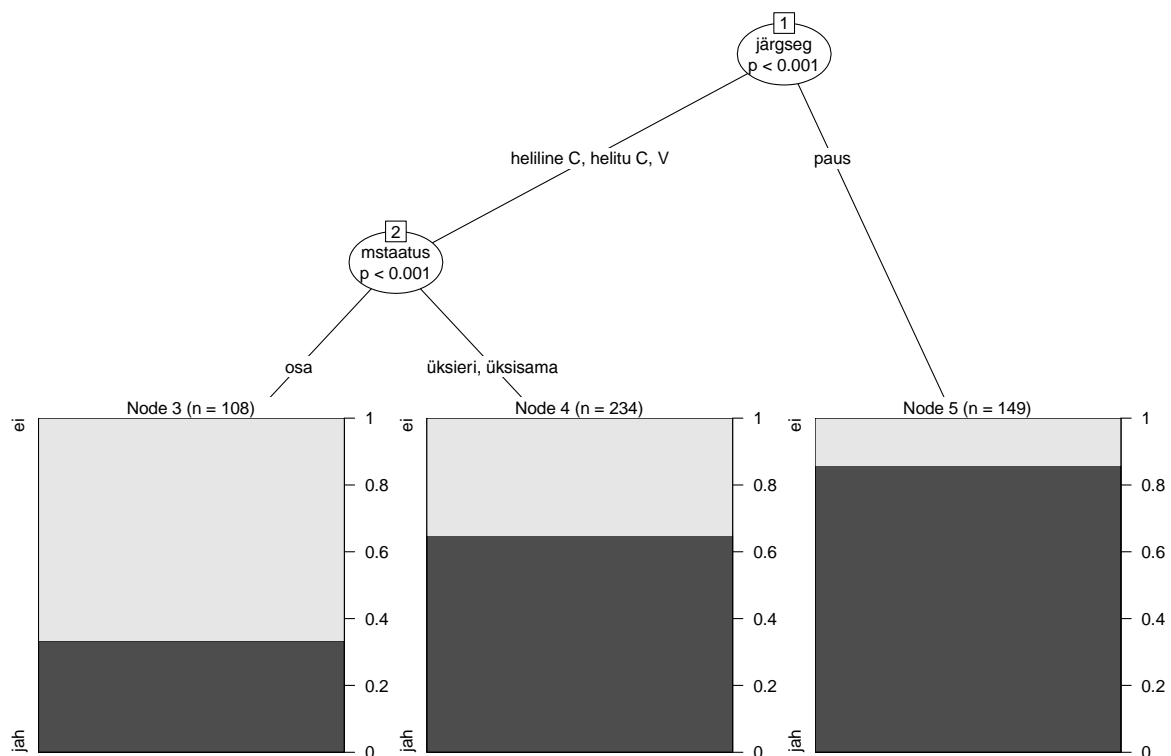 1
järgseg
p < 0.001
heliline C, helitu C, V
paus
2
mstaatus
p < 0.001
osa
üksieri, üksisama
Node 3 (n = 108)
ei
jah
1
0.8
0.6
0.4
0.2
0
Node 4 (n = 234)
ei
jah
1
0.8
0.6
0.4
0.2
0
Node 5 (n = 149)
ei
jah
1
0.8
0.6
0.4
0.2
0